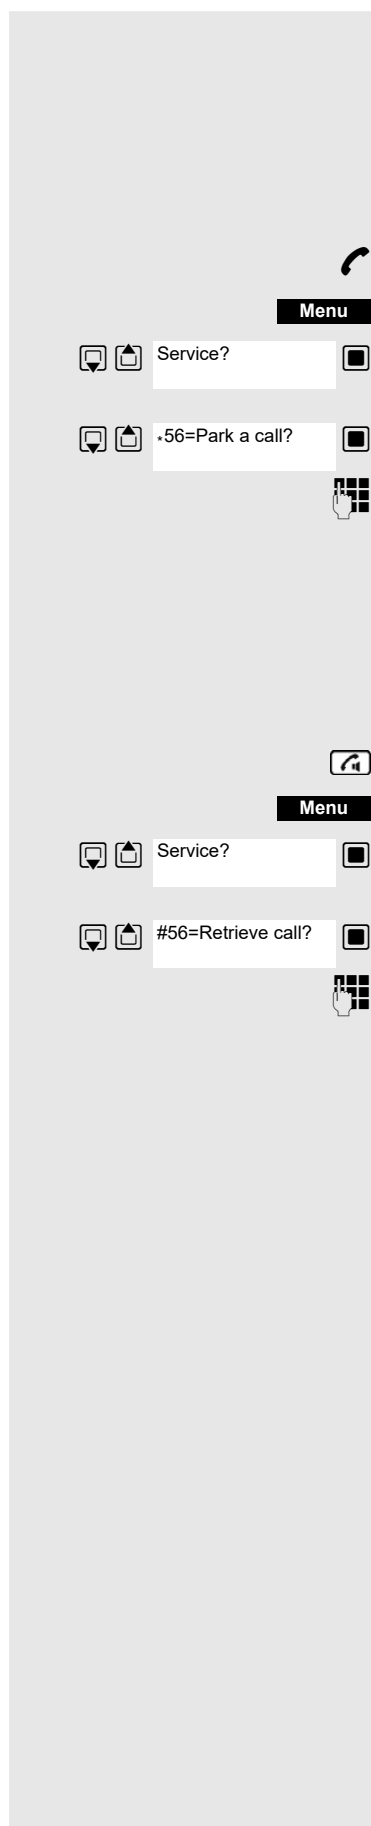 Menu
Service?
*56=Park a call?
Menu
Service?
#56=Retrieve call?